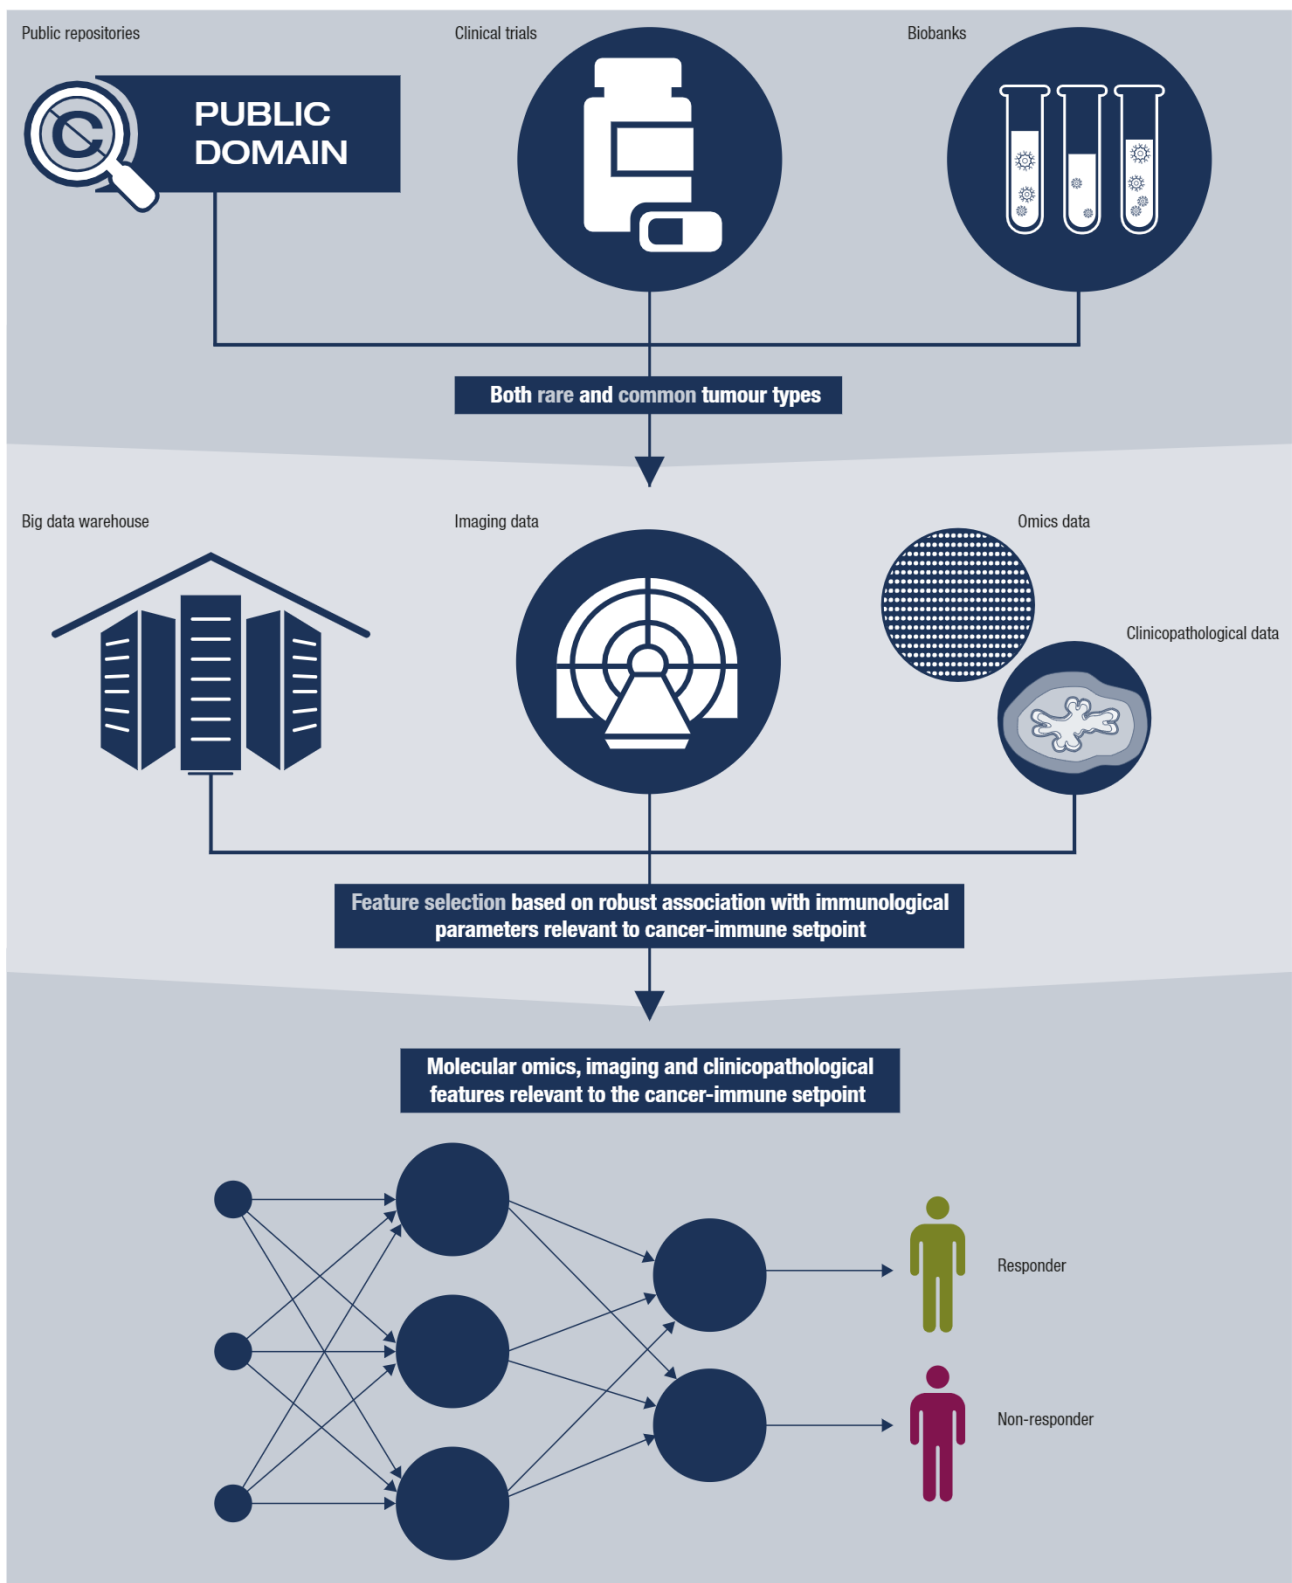 Public repositories
Clinical trials
Biobanks
C
PUBLIC
DOMAIN
Both rare and common tumour types
Big data warehouse
Imaging data
Omics data
Clinicopathological data
Feature selection based on robust association with immunological
parameters relevant to cancer-immune setpoint
Molecular omics, imaging and clinicopathological
features relevant to the cancer-immune setpoint
Responder
Non-responder